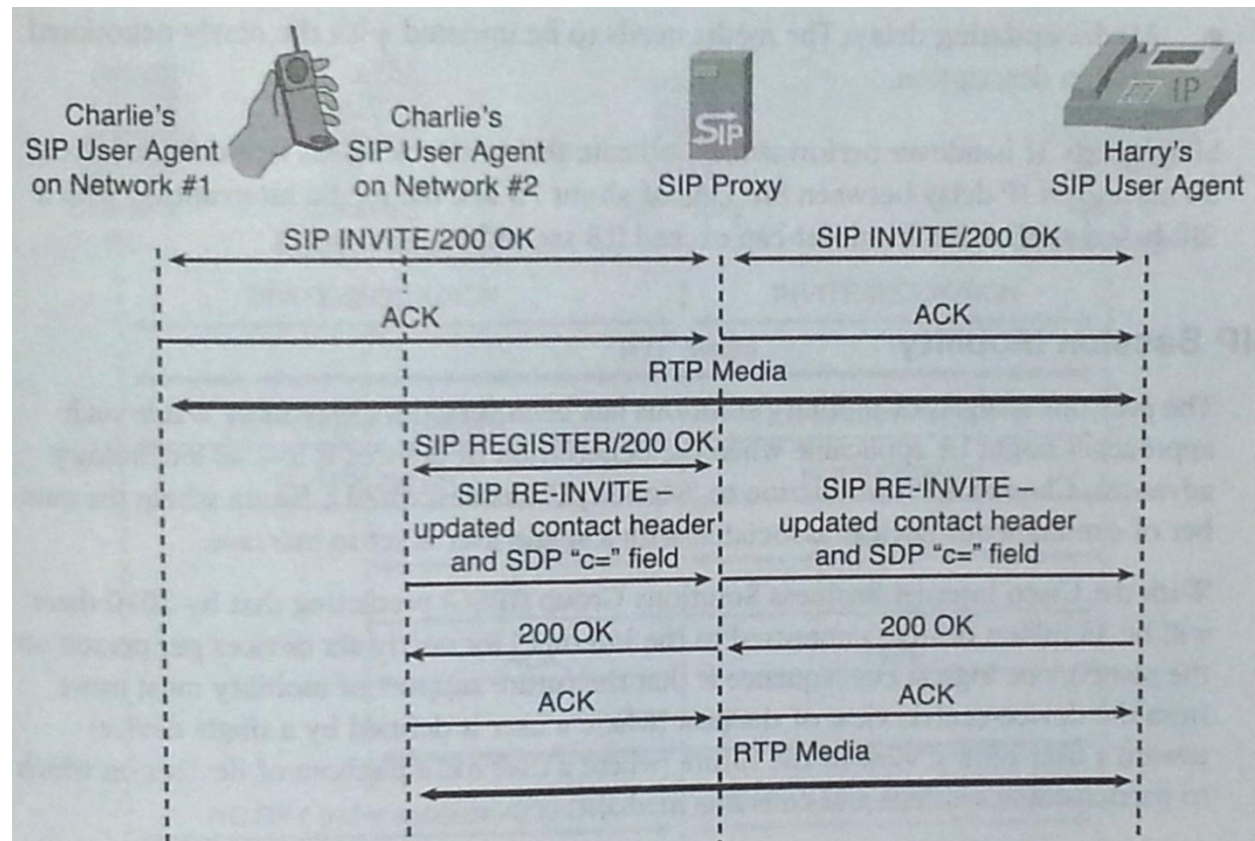 Charlie's
SIP User Agent
on Network #1
Charlie's
SIP User Agent
on Network #2
SIP
SIP Proxy
IP
Harry's
SIP User Agent
SIP INVITE/200 OK
SIP INVITE/200 OK
ACK
ACK
RTP Media
SIP REGISTER/200 OK
SIP RE-INVITE–
updated contact header
and SDP "c=" field
SIP RE-INVITE–
updated contact header
and SDP "c=" field
200 OK
200 OK
ACK
ACK
RTP Media